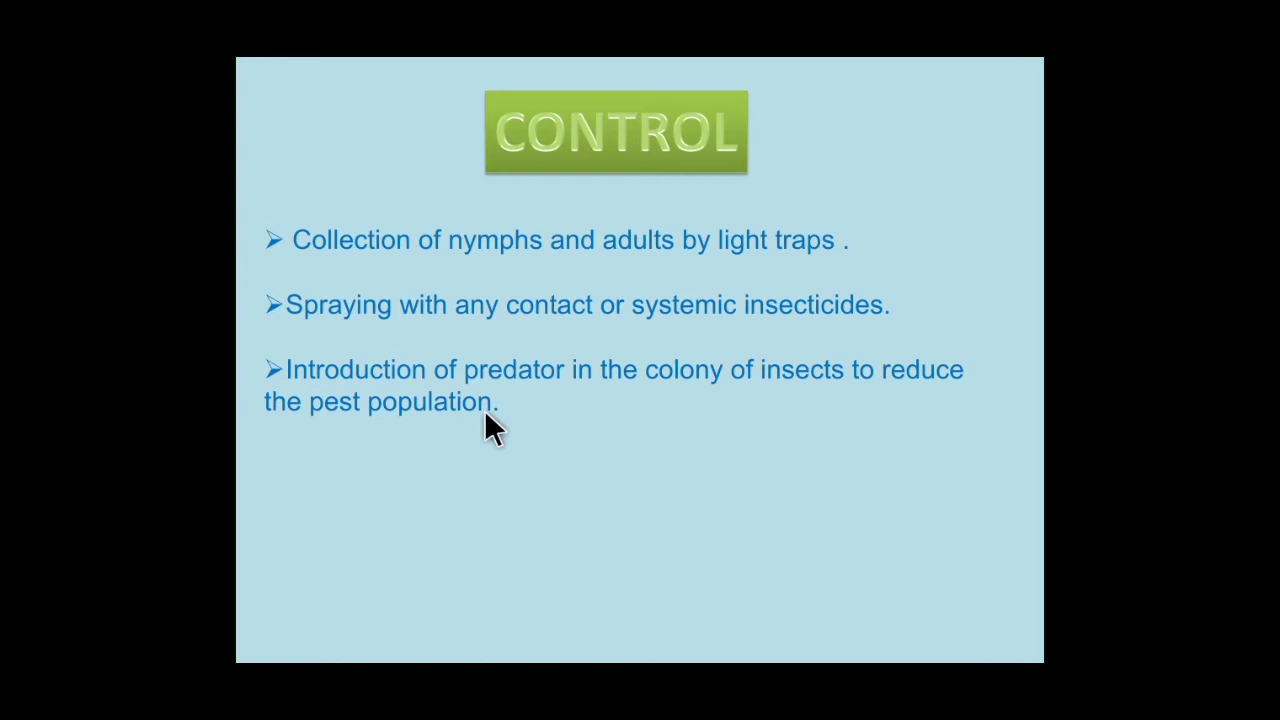 CONTROL
➢ Collection of nymphs and adults by light traps .
➢Spraying with any contact or systemic insecticides.
➢Introduction of predator in the colony of insects to reduce
the pest population.